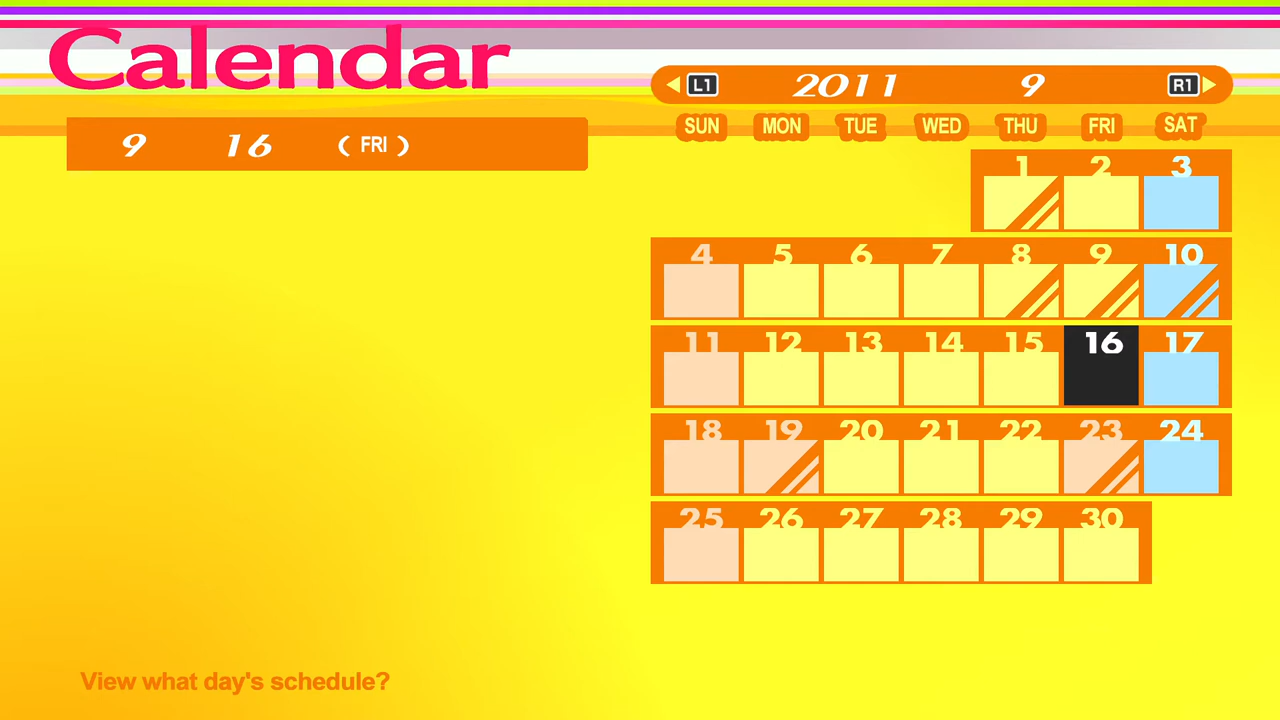 Calendar
L1 2011 9 R1
9 16 ( FRI )
SUN MON TUE WED THU FRI SAT
1 2 3
4 5 6 7 8 9 10
11 12 13 14 15 16 17
18 19 20 21 22 23 24
25 26 27 28 29 30
View what day's schedule?